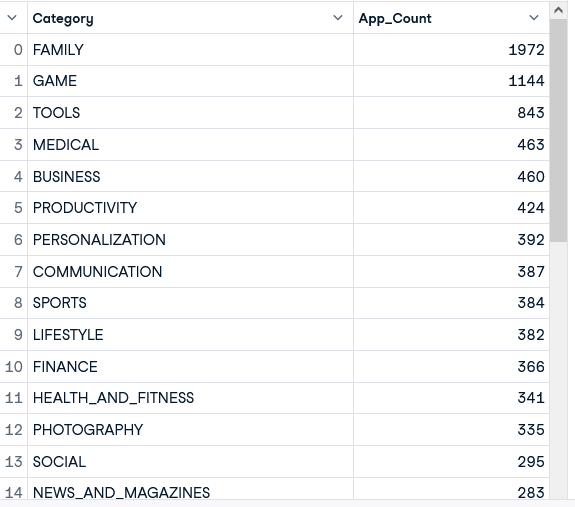 Category App_Count
0 FAMILY 1972
1 GAME 1144
2 TOOLS 843
3 MEDICAL 463
4 BUSINESS 460
5 PRODUCTIVITY 424
6 PERSONALIZATION 392
7 COMMUNICATION 387
8 SPORTS 384
9 LIFESTYLE 382
10 FINANCE 366
11 HEALTH_AND_FITNESS 341
12 PHOTOGRAPHY 335
13 SOCIAL 295
14 NEWS_AND_MAGAZINES 283